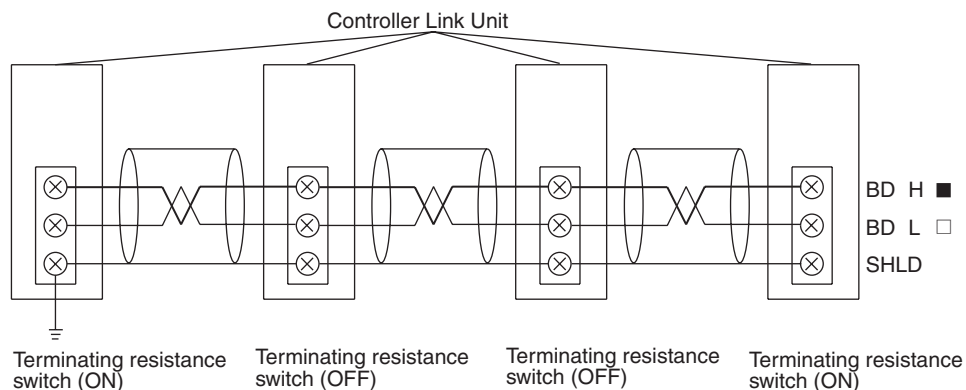 Controller Link Unit
BD H ■
BD L □
SHLD
Terminating resistance
switch (ON)
Terminating resistance
switch (OFF)
Terminating resistance
switch (OFF)
Terminating resistance
switch (ON)